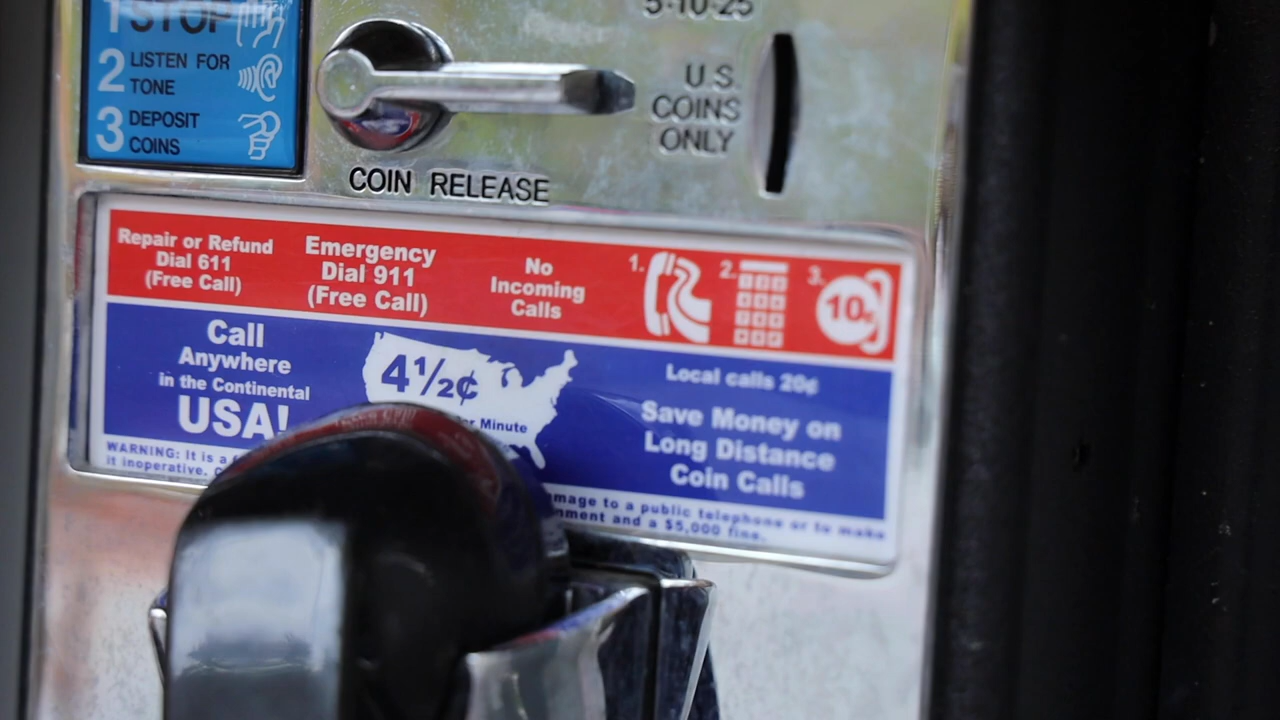 1 STOP
2 LISTEN FOR
TONE
3 DEPOSIT
COINS
5·10·25
U.S.
COINS
ONLY
COIN RELEASE
Repair or Refund
Dial 611
(Free Call)
Emergency
Dial 911
(Free Call)
No
Incoming
Calls
1.
2.
3.
10¢
Call
Anywhere
in the Continental
USA!
4½¢
Minute
Local calls 20¢
Save Money on
Long Distance
Coin Calls
WARNING: It is a
it inoperative.
to a public telephone or to make
and a $5,000 fine.